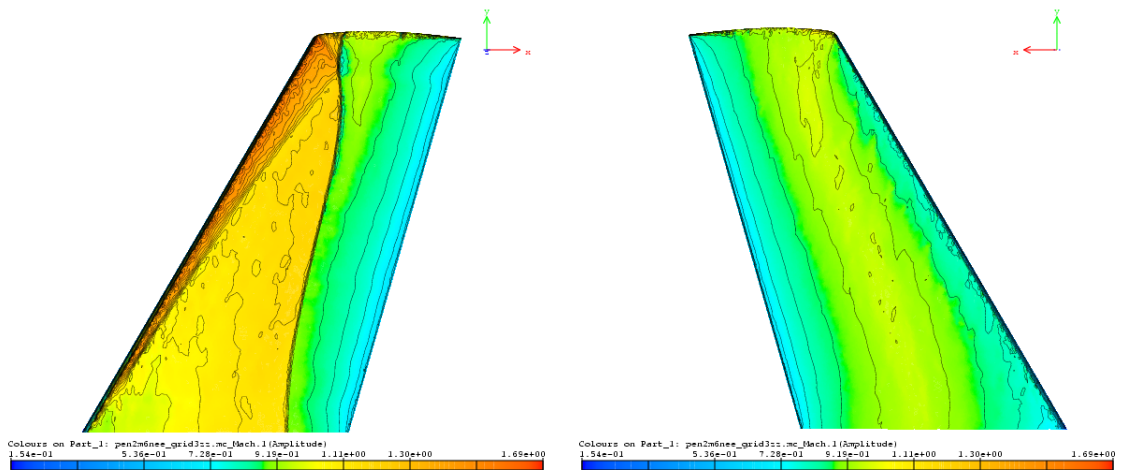 Y
X
Y
X
Colours on Part_1: pen2m6nee_grid3zz.mc_Mach.1(Amplitude)
1.54e-01 5.36e-01 7.28e-01 9.19e-01 1.11e+00 1.30e+00 1.69e+00
Colours on Part_1: pen2m6nee_grid3zz.mc_Mach.1(Amplitude)
1.54e-01 5.36e-01 7.28e-01 9.19e-01 1.11e+00 1.30e+00 1.69e+00